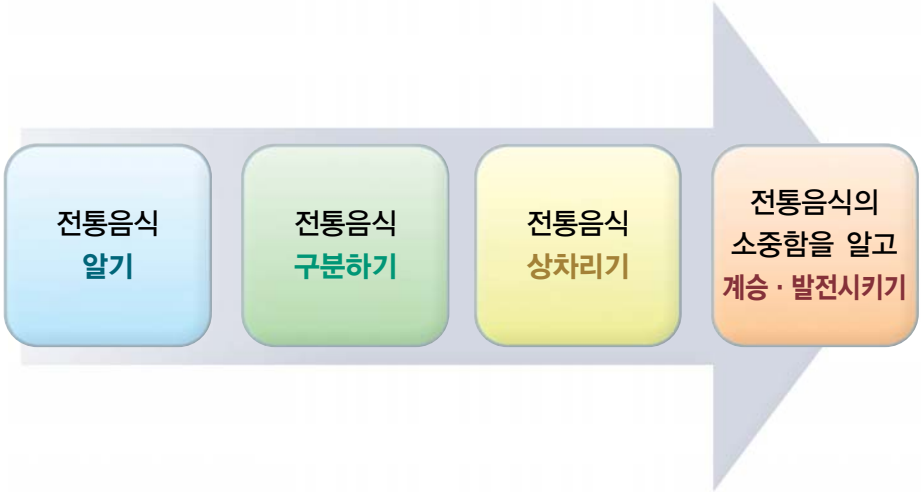 전통음식
알기
전통음식
구분하기
전통음식
상차리기
전통음식의
소중함을 알고
계승·발전시키기